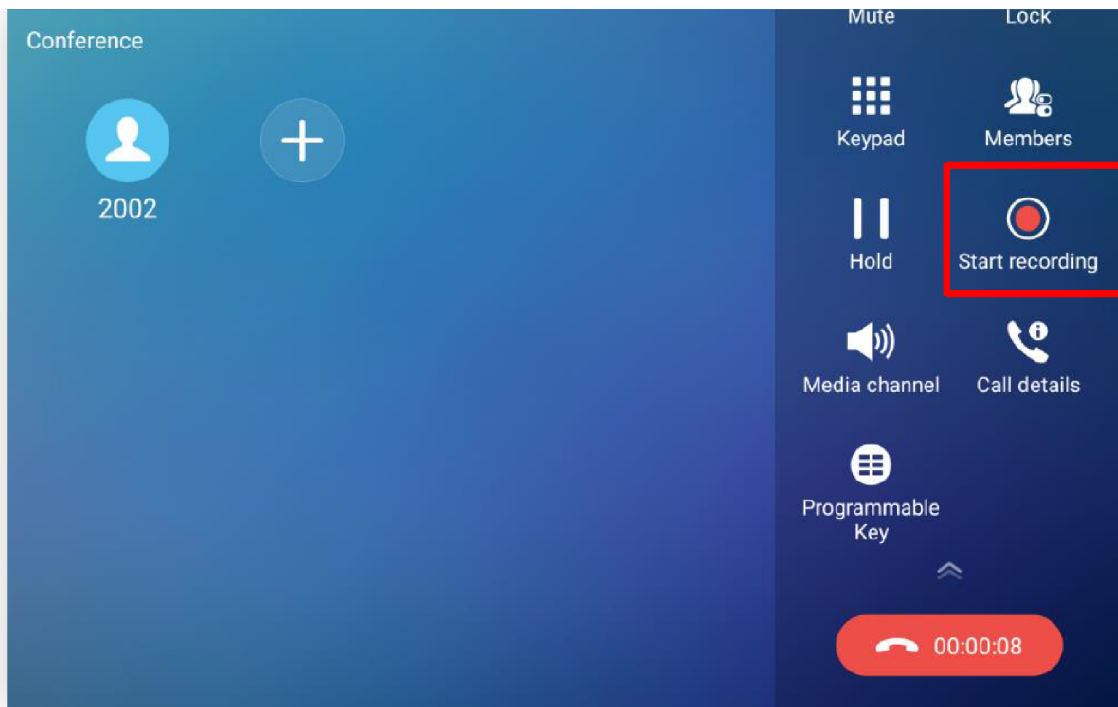 Conference
2002
Mute
Lock
Keypad
Members
Hold
Start recording
Media channel
Call details
Programmable
Key
00:00:08